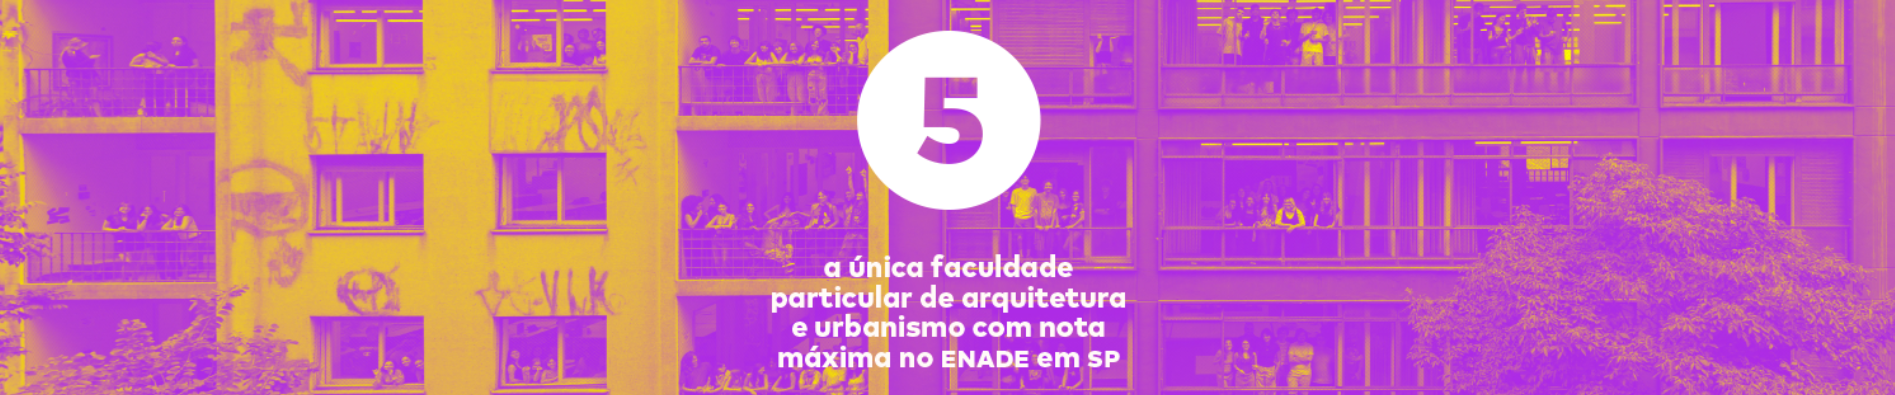 5
a única faculdade
particular de arquitetura
e urbanismo com nota
máxima no ENADE em SP